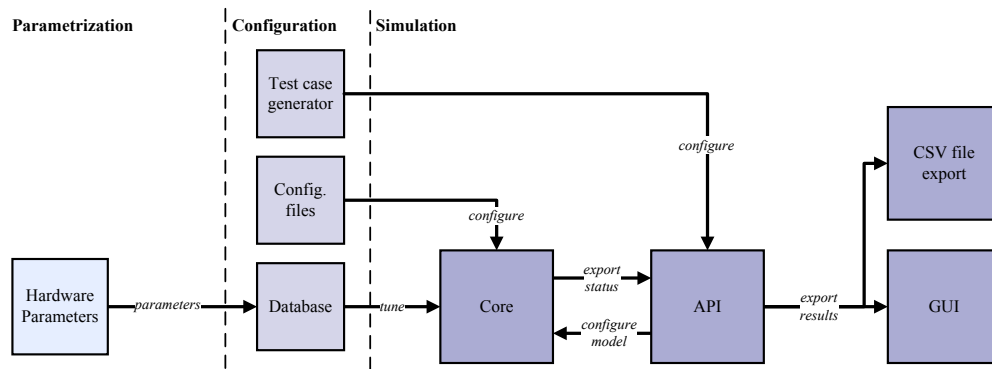 Parametrization
Configuration
Simulation
Test case
generator
configure
CSV file
export
Config.
files
configure
Hardware
Parameters
parameters
Database
tune
Core
export
status
configure
model
API
export
results
GUI